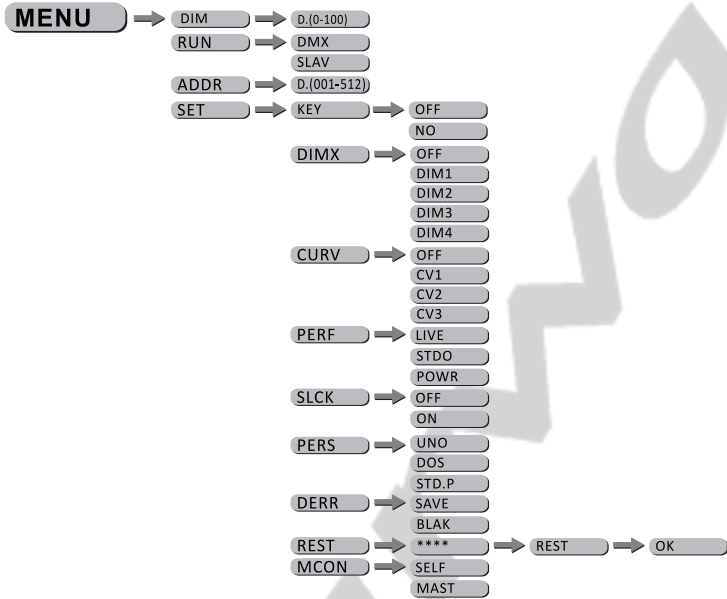 MENU DIM D.(0-100)
RUN DMX
SLAV
ADDR D.(001-512)
SET KEY OFF
NO
DIMX OFF
DIM1
DIM2
DIM3
DIM4
CURV OFF
CV1
CV2
CV3
PERF LIVE
STDO
POWR
SLCK OFF
ON
PERS UNO
DOS
STD.P
DERR SAVE
BLAK
REST **** REST OK
MCON SELF
MAST